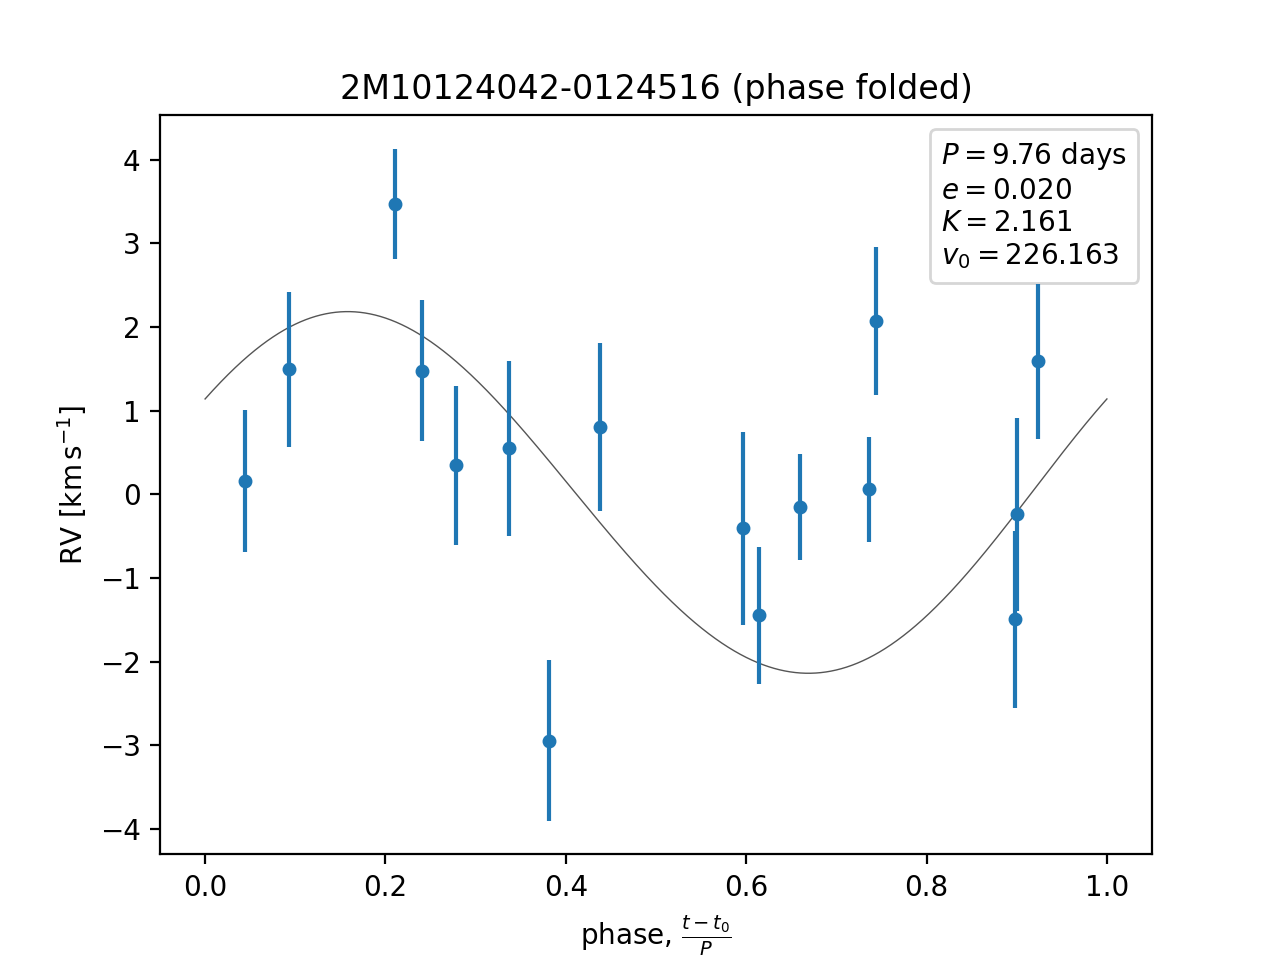 2M10124042-0124516 (phase folded)
P = 9.76 days
e = 0.020
K = 2.161
v₀ = 226.163
4
3
2
1
0
−1
−2
−3
−4
RV [km s⁻¹]
0.0 0.2 0.4 0.6 0.8 1.0
phase, (t − t₀)/P